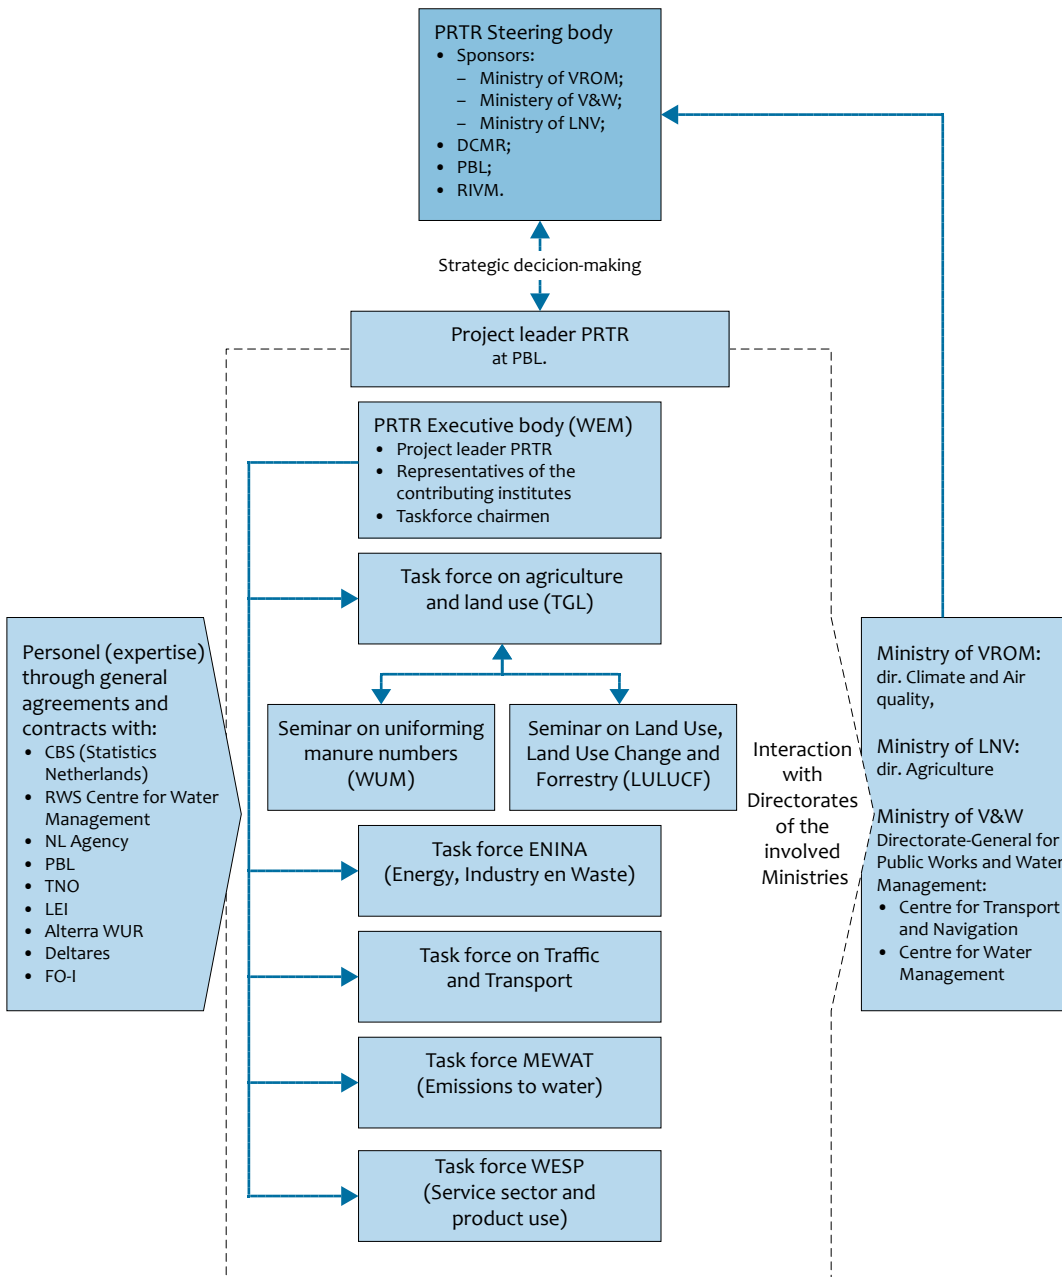 PRTR Steering body
• Sponsors:
– Ministry of VROM;
– Ministery of V&W;
– Ministry of LNV;
• DCMR;
• PBL;
• RIVM.
Strategic decicion-making
Project leader PRTR
at PBL.
PRTR Executive body (WEM)
• Project leader PRTR
• Representatives of the
contributing institutes
• Taskforce chairmen
Task force on agriculture
and land use (TGL)
Seminar on uniforming
manure numbers
(WUM)
Seminar on Land Use,
Land Use Change and
Forrestry (LULUCF)
Task force ENINA
(Energy, Industry en Waste)
Task force on Traffic
and Transport
Task force MEWAT
(Emissions to water)
Task force WESP
(Service sector and
product use)
Personel (expertise)
through general
agreements and
contracts with:
• CBS (Statistics
Netherlands)
• RWS Centre for Water
Management
• NL Agency
• PBL
• TNO
• LEI
• Alterra WUR
• Deltares
• FO-I
Interaction
with
Directorates
of the
involved
Ministries
Ministry of VROM:
dir. Climate and Air
quality,
Ministry of LNV:
dir. Agriculture
Ministry of V&W
Directorate-General for
Public Works and Water
Management:
• Centre for Transport
and Navigation
• Centre for Water
Management